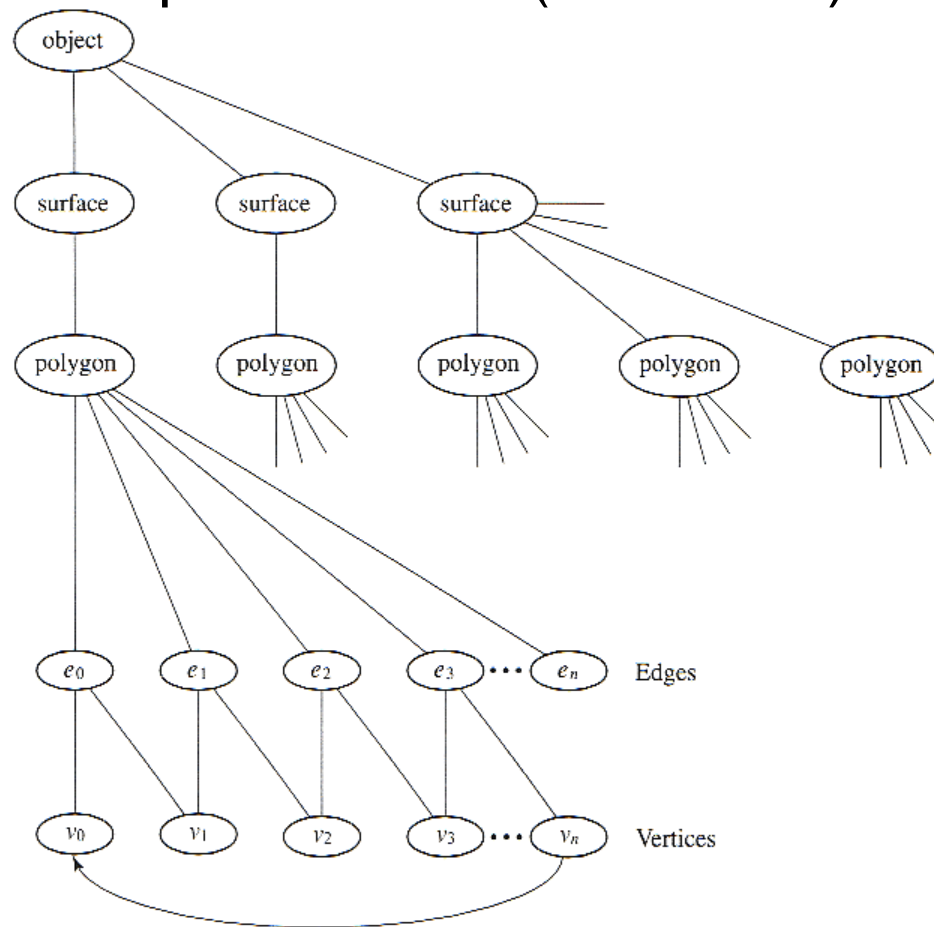 object
surface surface surface
polygon polygon polygon polygon polygon
e0 e1 e2 e3 ••• en Edges
v0 v1 v2 v3 ••• vn Vertices